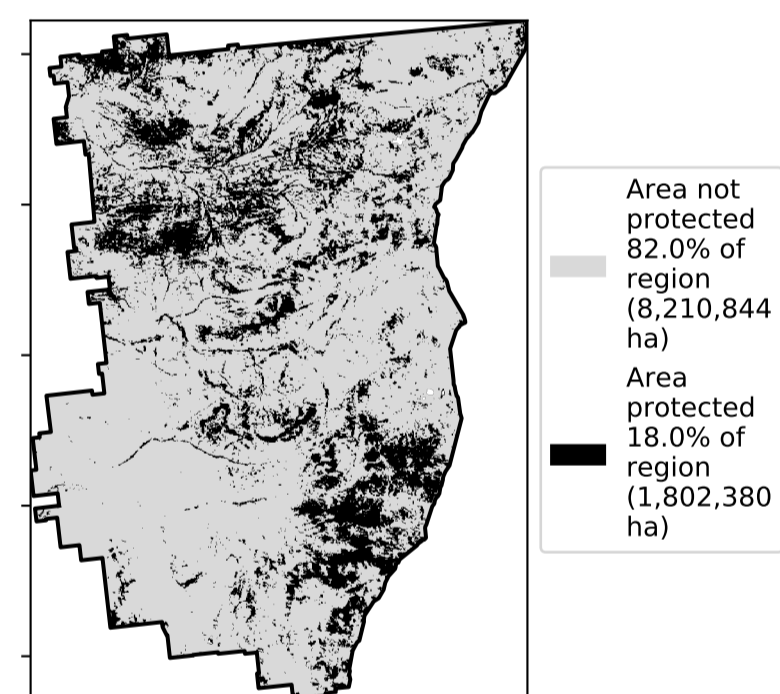 Area not
protected
82.0% of
region
(8,210,844
ha)
Area
protected
18.0% of
region
(1,802,380
ha)